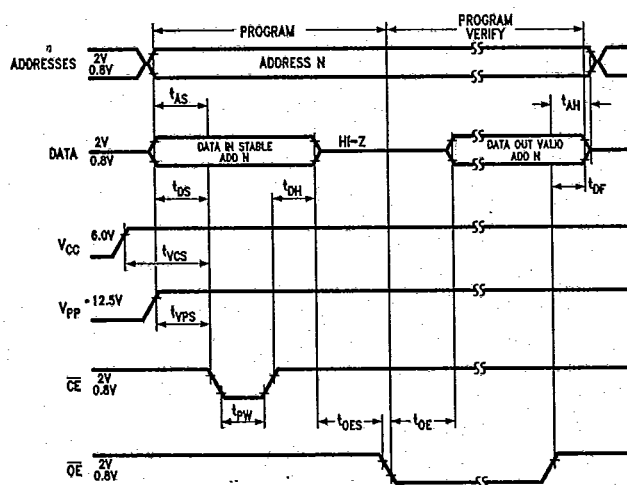 PROGRAM
PROGRAM VERIFY
ADDRESSES 2V 0.8V
ADDRESS N
tAS
tAH
DATA 2V 0.8V
DATA IN STABLE ADD N
Hi-Z
DATA OUT VALID ADD N
tDS
tDH
tDF
VCC 6.0V
tVCS
VPP 12.5V
tVPS
CE 2V 0.8V
tPW
tOES
tOE
OE 2V 0.8V